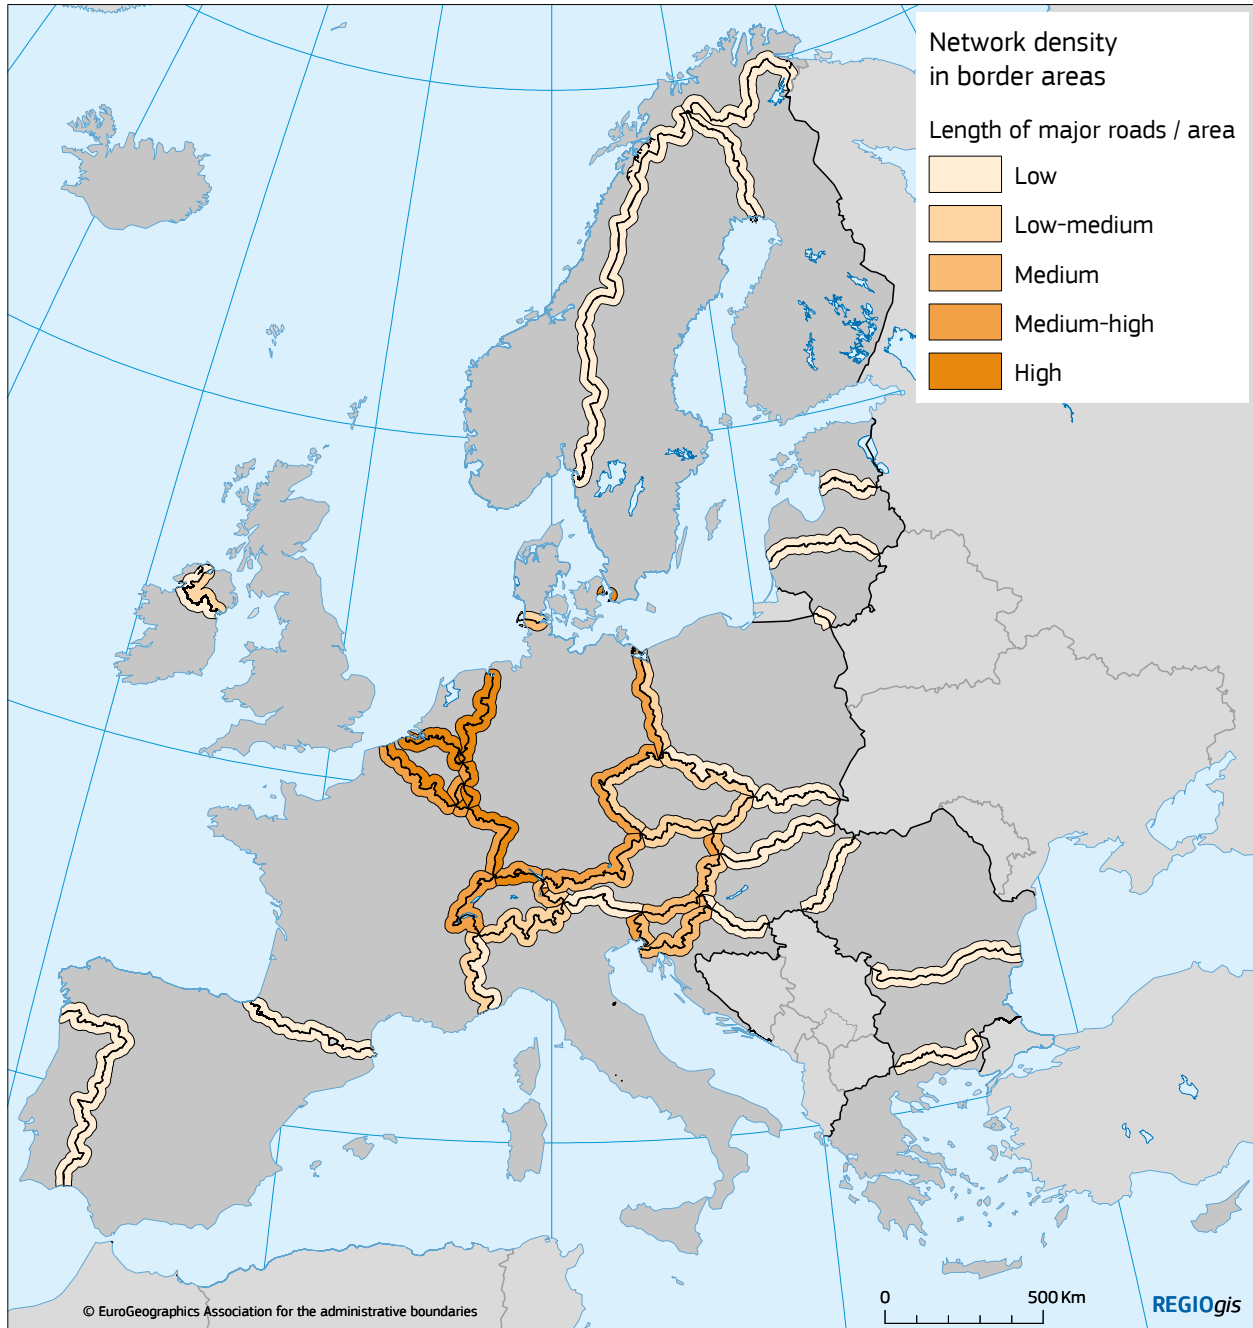 Network density
in border areas
Length of major roads / area
Low
Low-medium
Medium
Medium-high
High
© EuroGeographics Association for the administrative boundaries
0 500 Km
REGIOgis